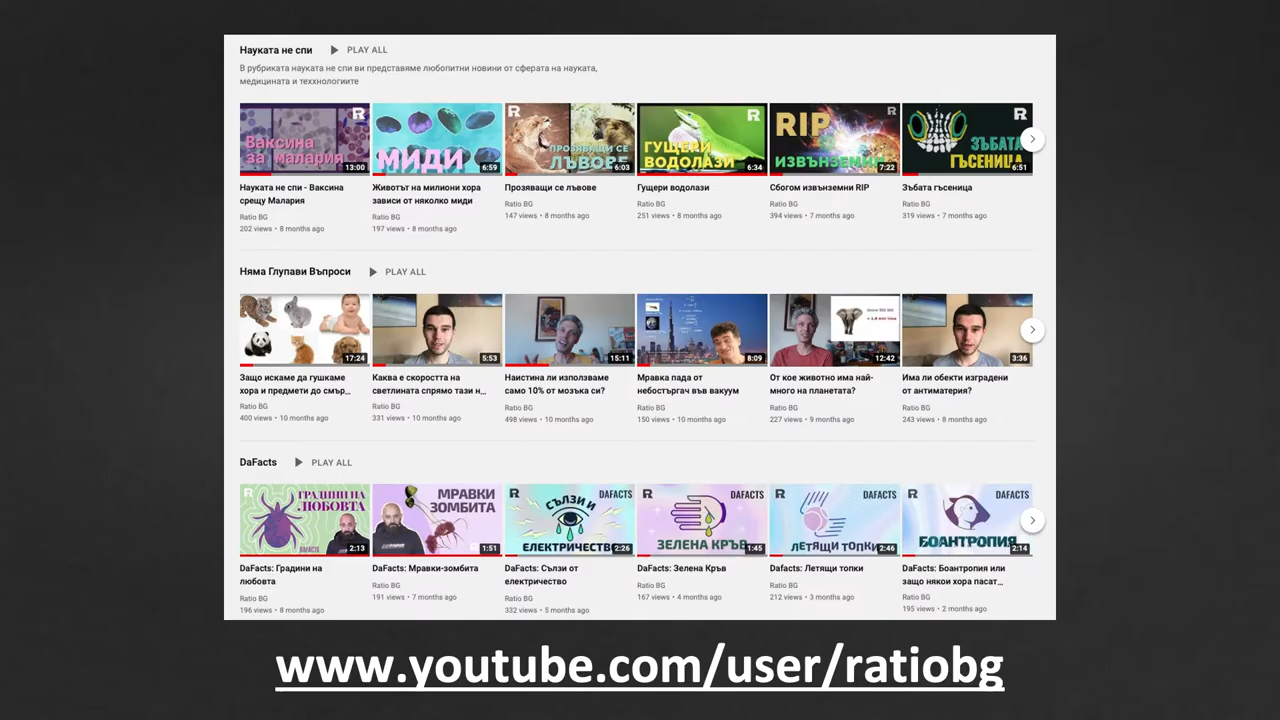 Науката не спи PLAY ALL
В рубриката науката не спи ви представяме любопитни новини от сферата на науката,
медицината и технологиите
Ваксина
за малария
13:00
МИДИ
6:59
ПРОЗЯВАЩИ СЕ
ЛЪВОВЕ
6:03
ГУЩЕРИ
ВОДОЛАЗИ
6:34
RIP
ИЗВЪНЗЕМНИ
7:22
ЗЪБАТА
ГЪСЕНИЦА
6:51
Науката не спи - Ваксина
срещу Малария
Ratio BG
202 views • 8 months ago
Животът на милиони хора
зависи от няколко миди
Ratio BG
197 views • 8 months ago
Прозяващи се лъвове
Ratio BG
147 views • 8 months ago
Гущери водолази
Ratio BG
251 views • 8 months ago
Сбогом извънземни RIP
Ratio BG
394 views • 7 months ago
Зъбата гъсеница
Ratio BG
319 views • 7 months ago
Няма Глупави Въпроси PLAY ALL
17:24
5:53
15:11
8:09
12:42
3:36
Защо искаме да гушкаме
хора и предмети до смър...
Ratio BG
400 views • 10 months ago
Каква е скоростта на
светлината спрямо тази н...
Ratio BG
331 views • 10 months ago
Наистина ли използваме
само 10% от мозъка си?
Ratio BG
498 views • 10 months ago
Мравка пада от
небостъргач във вакуум
Ratio BG
150 views • 10 months ago
От кое животно има най-
много на планетата?
Ratio BG
227 views • 9 months ago
Има ли обекти изградени
от антиматерия?
Ratio BG
243 views • 8 months ago
DaFacts PLAY ALL
R
ГРАДИНИ НА
ЛЮБОВТА
DAFACTS
2:13
МРАВКИ
ЗОМБИТА
1:51
R DAFACTS
СЪЛЗИ И
ЕЛЕКТРИЧЕСТВО
2:26
R DAFACTS
ЗЕЛЕНА КРЪВ
1:45
R DAFACTS
ЛЕТЯЩИ ТОПКИ
2:46
R DAFACTS
БОАНТРОПИЯ
2:14
DaFacts: Градини на
любовта
Ratio BG
196 views • 8 months ago
DaFacts: Мравки-зомбита
Ratio BG
191 views • 7 months ago
DaFacts: Сълзи от
електричество
Ratio BG
332 views • 5 months ago
DaFacts: Зелена Кръв
Ratio BG
167 views • 4 months ago
Dafacts: Летящи топки
Ratio BG
212 views • 3 months ago
DaFacts: Боантропия или
защо някои хора пасат...
Ratio BG
195 views • 2 months ago
www.youtube.com/user/ratiobg